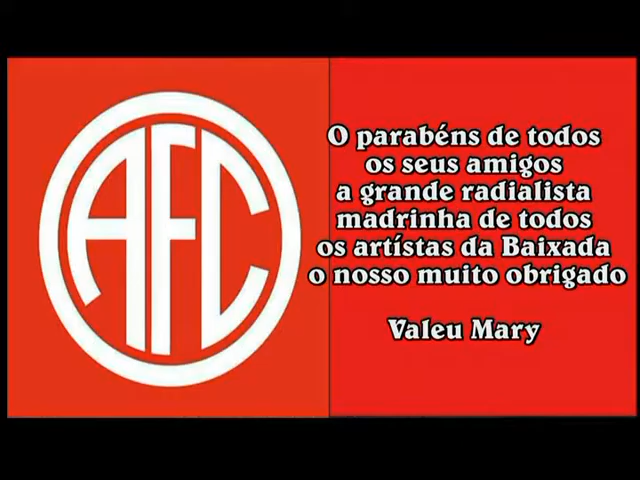 AFC
O parabéns de todos
os seus amigos
a grande radialista
madrinha de todos
os artístas da Baixada
o nosso muito obrigado
Valeu Mary